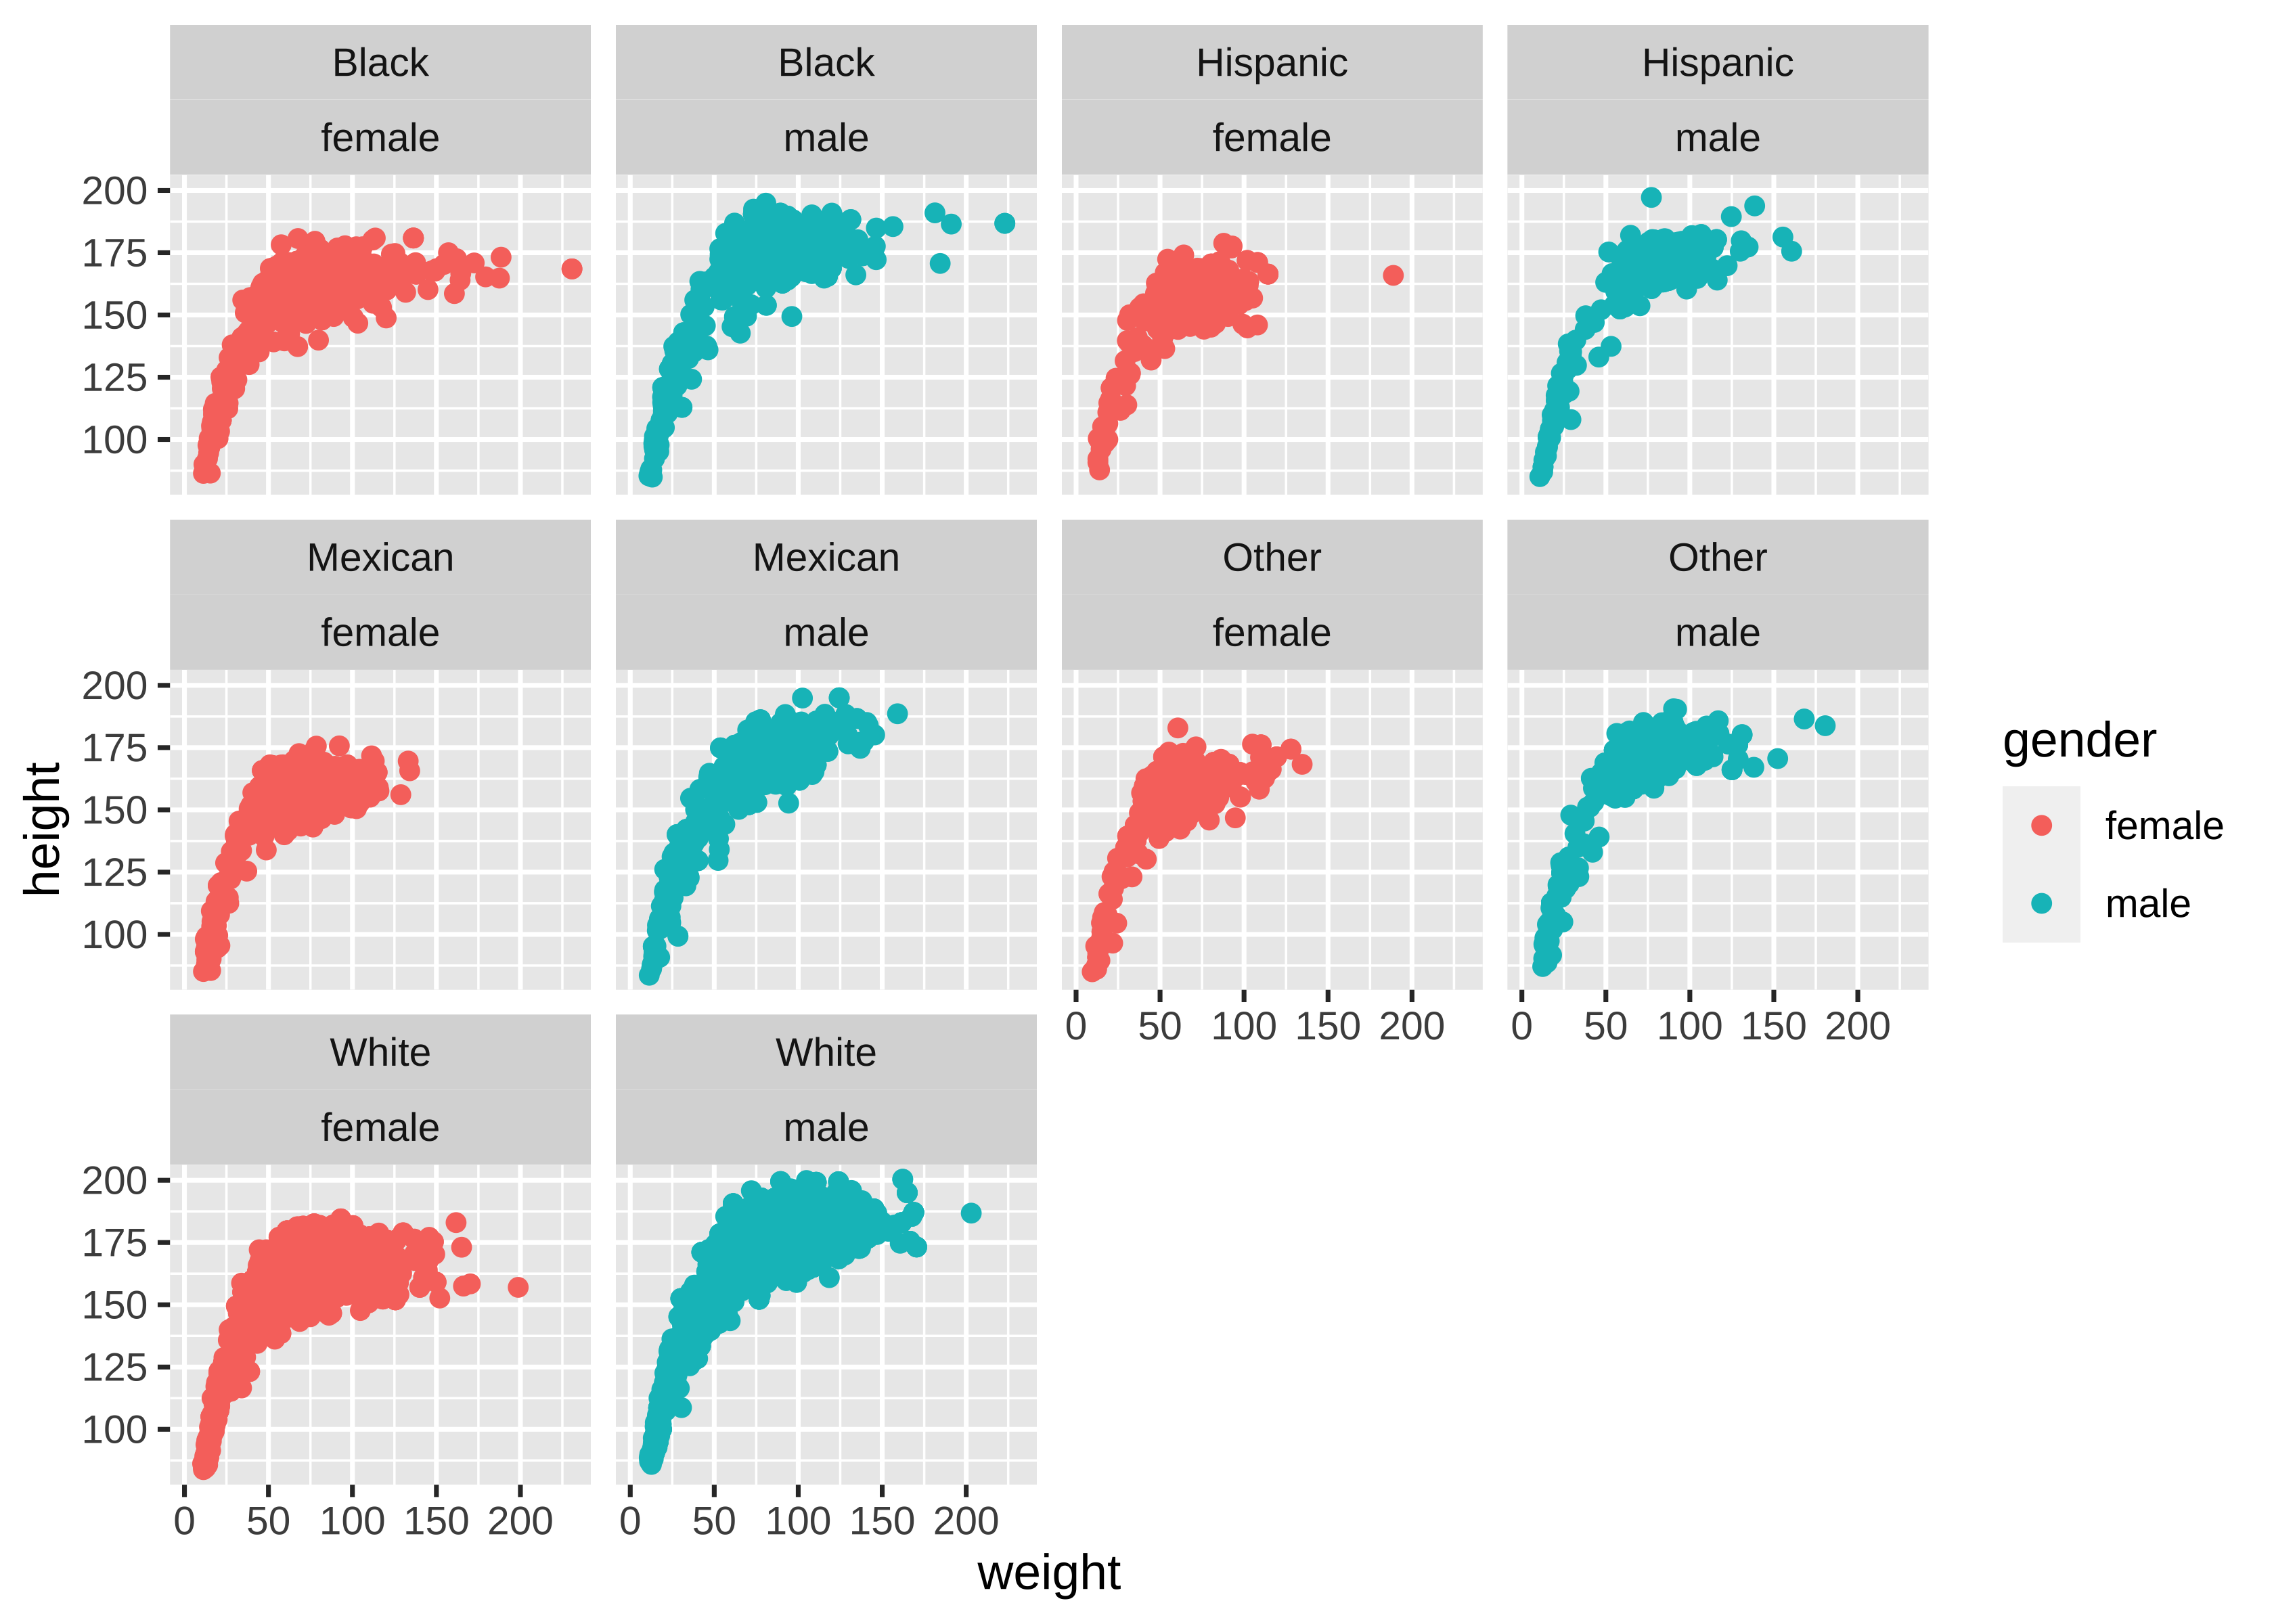 Black Black Hispanic Hispanic
female male female male
200
175
150
125
100
Mexican Mexican Other Other
female male female male
200
175
150
125
100
0 50 100 150 200 0 50 100 150 200
White White
female male
200
175
150
125
100
0 50 100 150 200 0 50 100 150 200
weight
height
gender
female
male